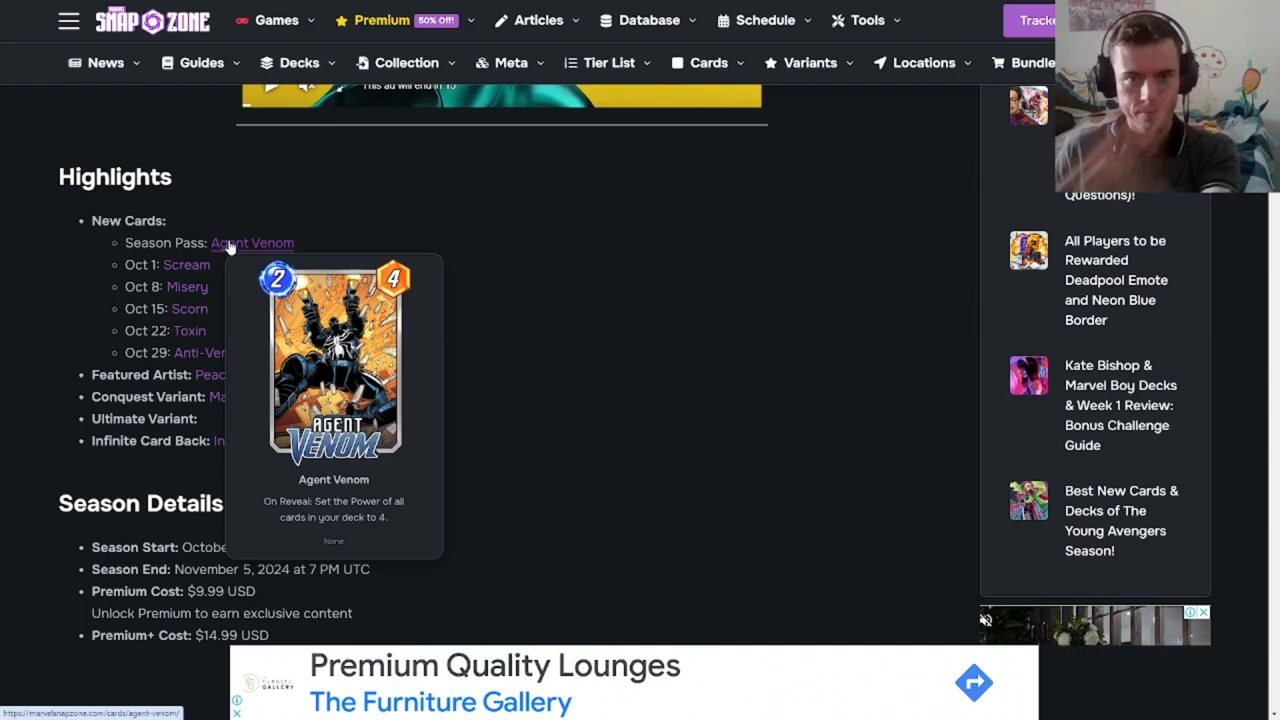 MARVEL
SNAP ZONE
Games
Premium
50% Off!
Articles
Database
Schedule
Tools
News
Guides
Decks
Collection
Meta
Tier List
Cards
Variants
Locations
This ad will end in 15
Highlights
New Cards:
Season Pass: Agent Venom
Oct 1: Scream
Oct 8: Misery
Oct 15: Scorn
Oct 22: Toxin
Oct 29:
Featured Artist:
Conquest Variant:
Ultimate Variant:
Infinite Card Back:
2
4
AGENT
VENOM
Agent Venom
On Reveal: Set the Power of all
cards in your deck to 4.
None
Season Details
Season Start:
Season End: November 5, 2024 at 7 PM UTC
Premium Cost: $9.99 USD
Unlock Premium to earn exclusive content
Premium+ Cost: $14.99 USD
Questions)!
All Players to be
Rewarded
Deadpool Emote
and Neon Blue
Border
Kate Bishop &
Marvel Boy Decks
& Week 1 Review:
Bonus Challenge
Guide
Best New Cards &
Decks of The
Young Avengers
Season!
Premium Quality Lounges
The Furniture Gallery
https://marvelsnapzone.com/cards/agent-venom/